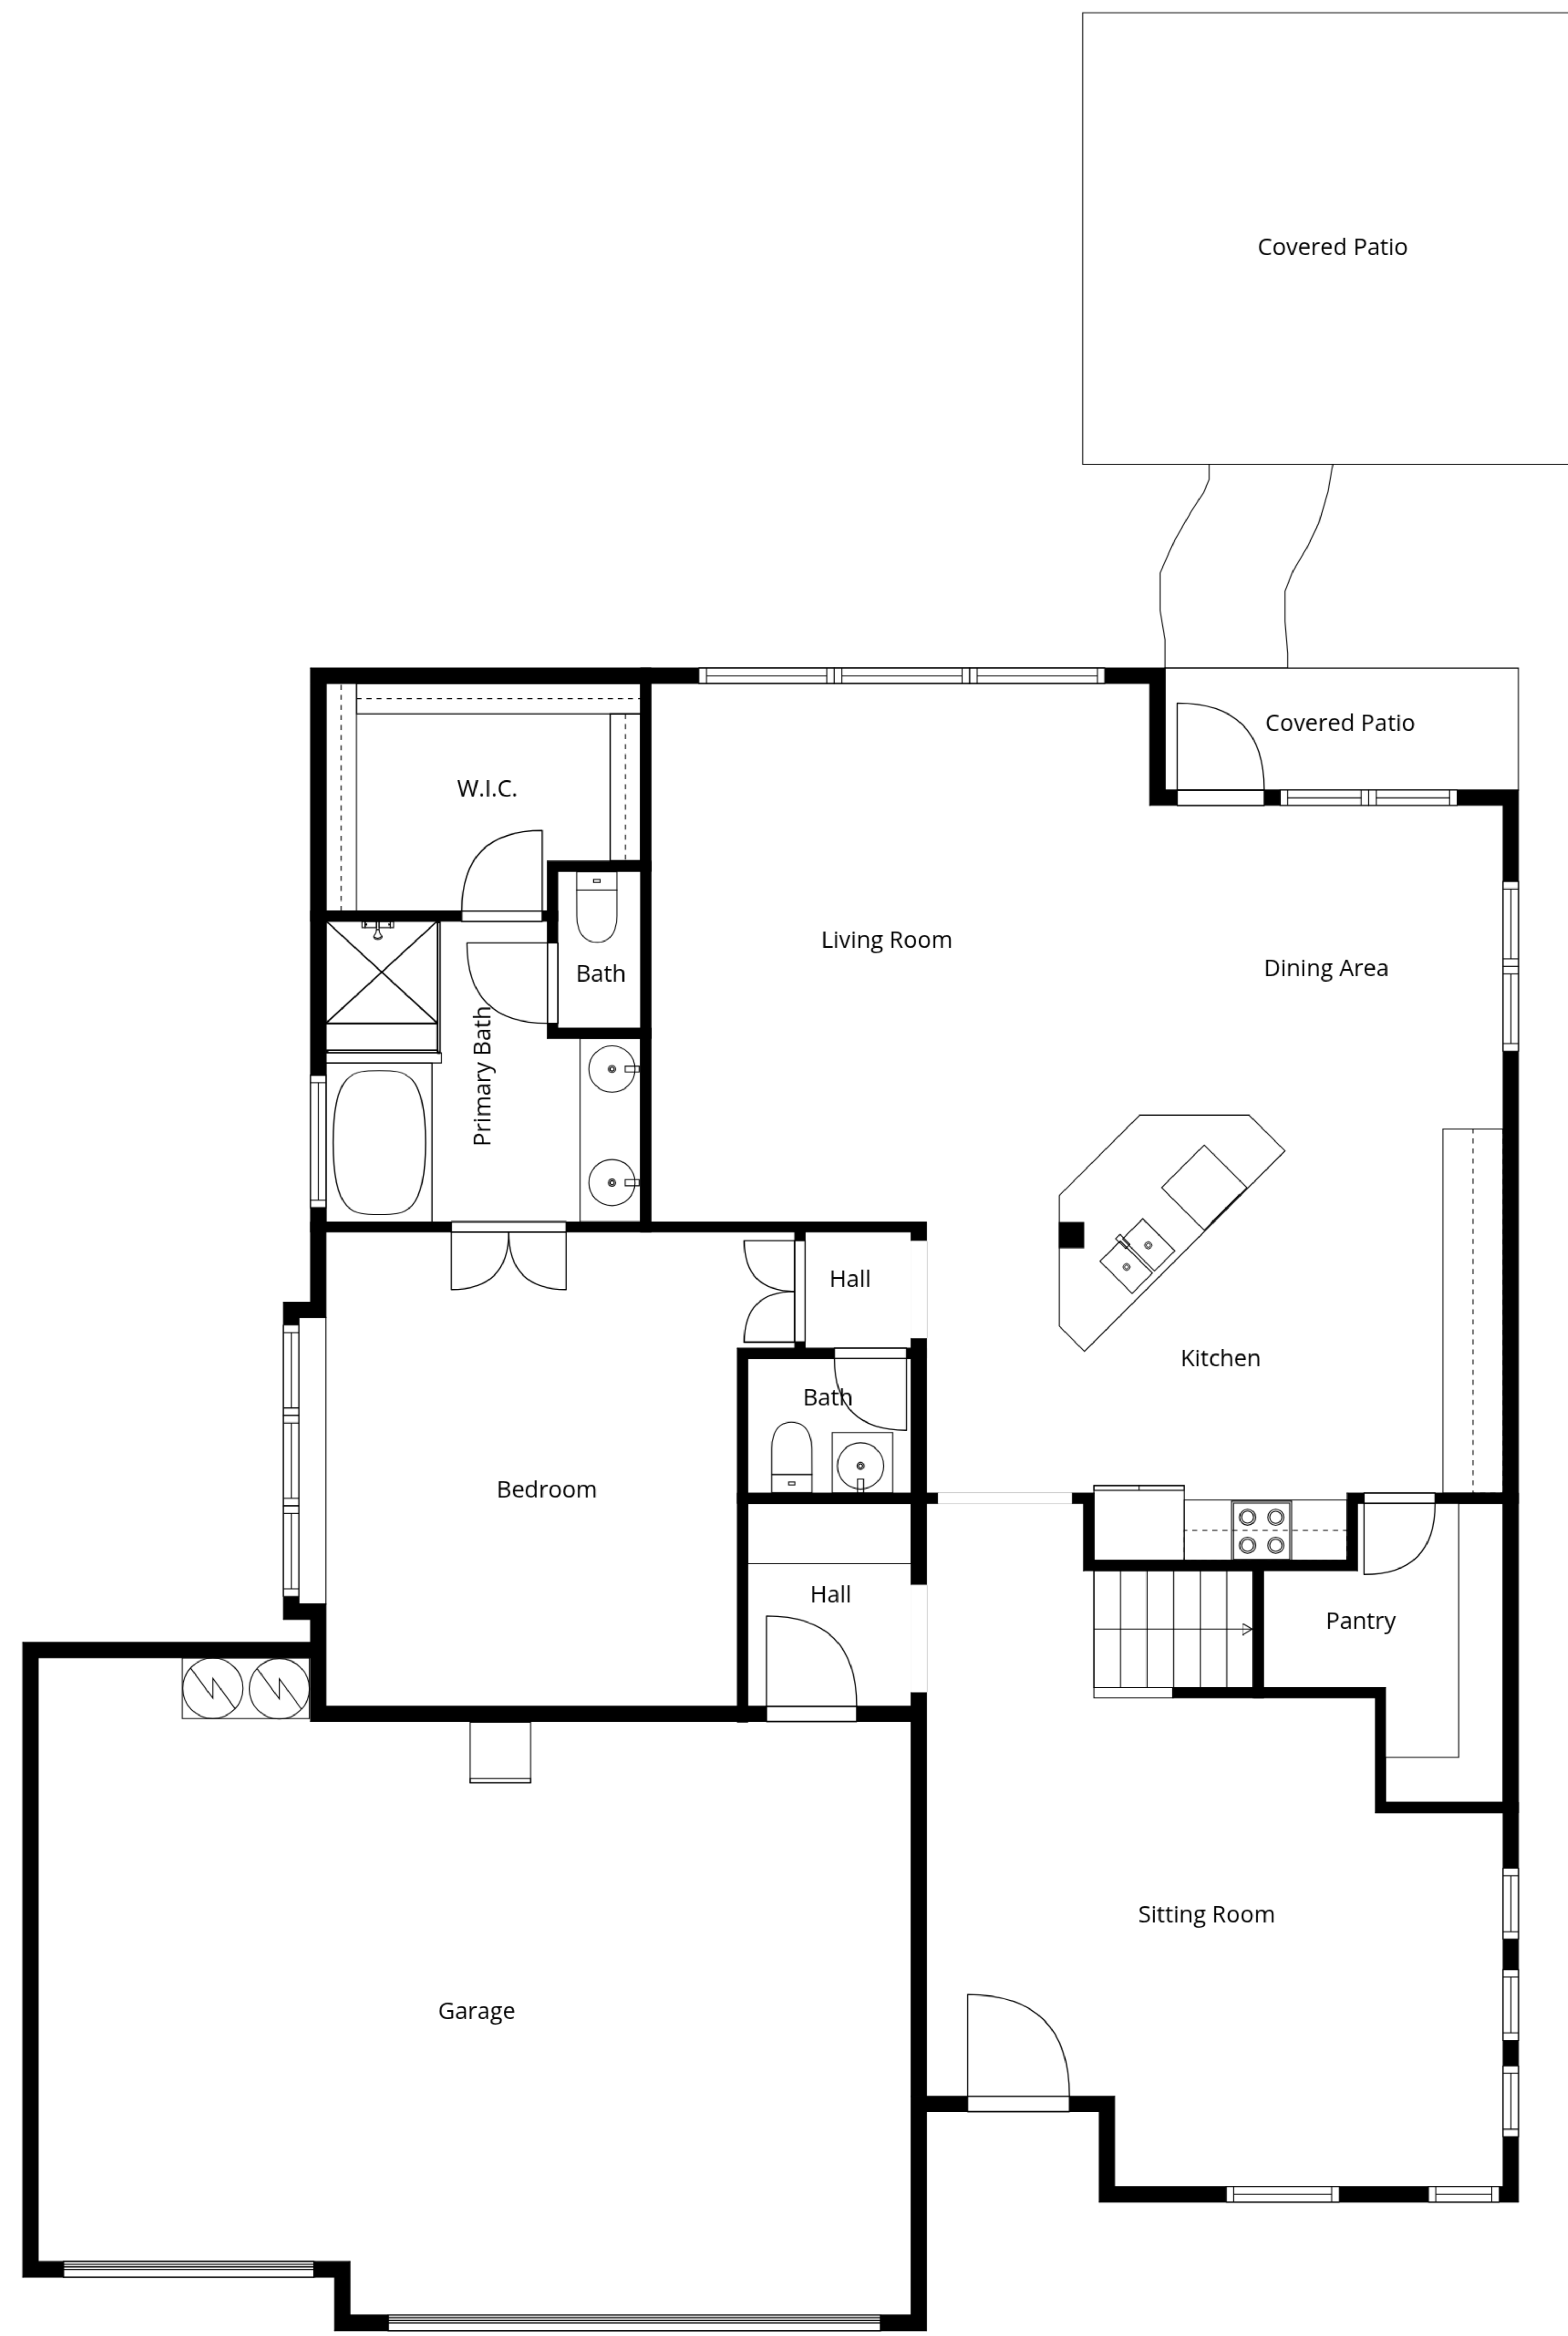 Covered Patio
Covered Patio
W.I.C.
Living Room
Dining Area
Bath
Primary Bath
Hall
Kitchen
Bath
Bedroom
Hall
Pantry
Sitting Room
Garage